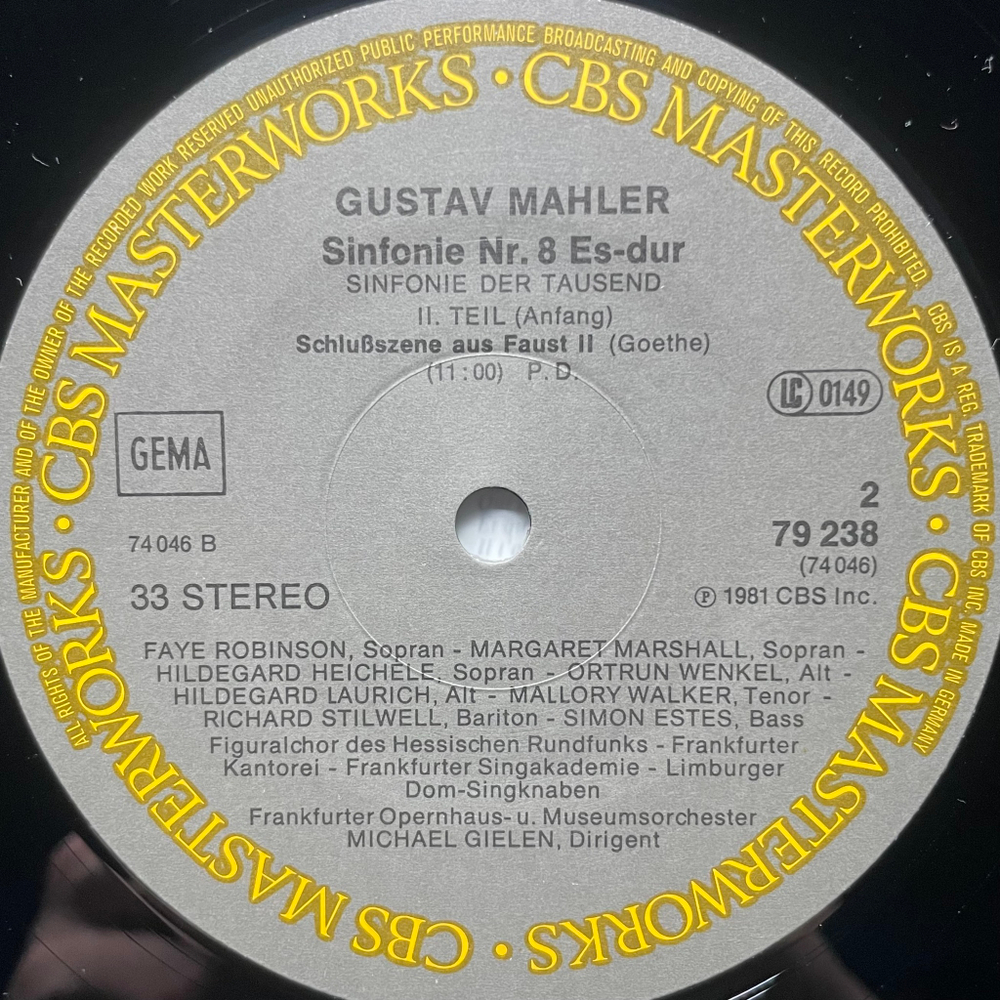 ALL RIGHTS OF THE MANUFACTURER AND OF THE OWNER OF THE RECORDED WORK RESERVED UNAUTHORIZED PUBLIC PERFORMANCE BROADCASTING AND COPYING OF THIS RECORD PROHIBITED. CBS IS A REG. TRADEMARK OF CBS INC. MADE IN GERMANY
CBS MASTERWORKS • CBS MASTERWORKS • CBS MASTERWORKS • CBS MASTERWORKS • CBS MASTERWORKS •
GUSTAV MAHLER
Sinfonie Nr. 8 Es-dur
SINFONIE DER TAUSEND
II. TEIL (Anfang)
Schlußszene aus Faust II (Goethe)
(11:00) P.D.
LC 0149
GEMA
2
79 238
74 046 B
(74 046)
33 STEREO
℗ 1981 CBS Inc.
FAYE ROBINSON, Sopran - MARGARET MARSHALL, Sopran -
HILDEGARD HEICHELE, Sopran - ORTRUN WENKEL, Alt -
HILDEGARD LAURICH, Alt - MALLORY WALKER, Tenor -
RICHARD STILWELL, Bariton - SIMON ESTES, Bass
Figuralchor des Hessischen Rundfunks - Frankfurter
Kantorei - Frankfurter Singakademie - Limburger
Dom-Singknaben
Frankfurter Opernhaus- u. Museumsorchester
MICHAEL GIELEN, Dirigent